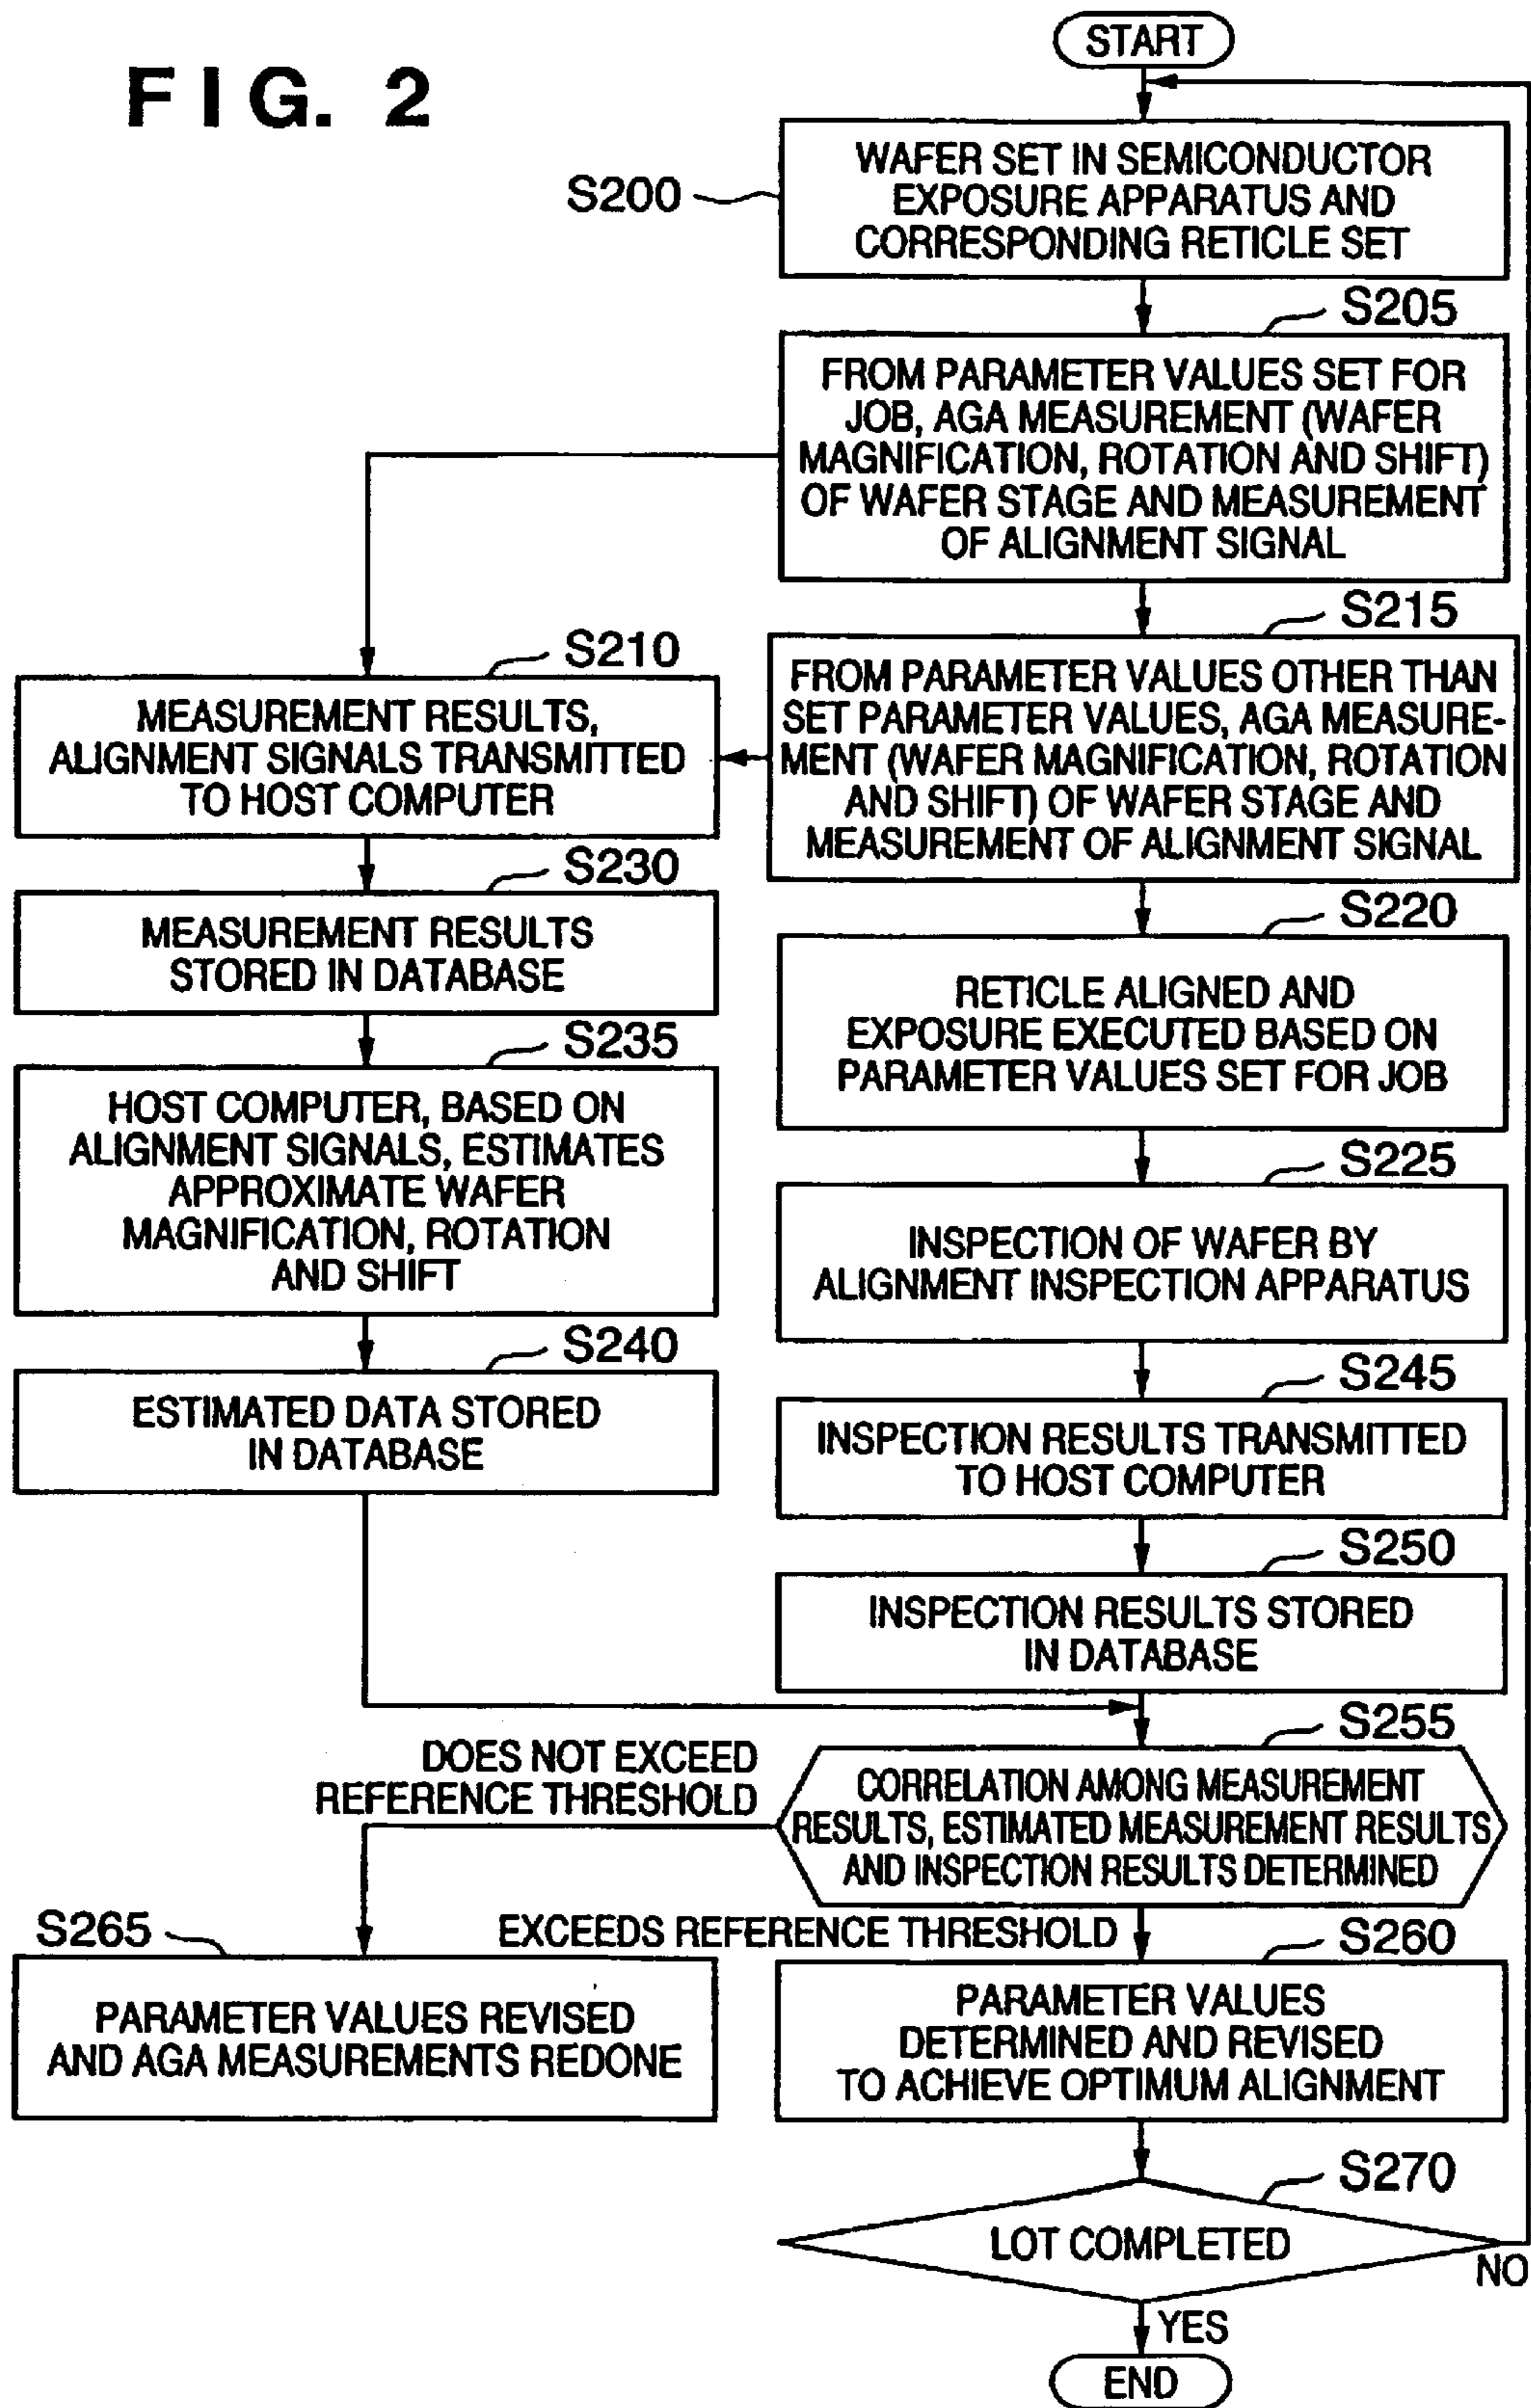 FIG. 2
START
S200
WAFER SET IN SEMICONDUCTOR
EXPOSURE APPARATUS AND
CORRESPONDING RETICLE SET
S205
FROM PARAMETER VALUES SET FOR
JOB, AGA MEASUREMENT (WAFER
MAGNIFICATION, ROTATION AND SHIFT)
OF WAFER STAGE AND MEASUREMENT
OF ALIGNMENT SIGNAL
S210
MEASUREMENT RESULTS,
ALIGNMENT SIGNALS TRANSMITTED
TO HOST COMPUTER
S215
FROM PARAMETER VALUES OTHER THAN
SET PARAMETER VALUES, AGA MEASURE-
MENT (WAFER MAGNIFICATION, ROTATION
AND SHIFT) OF WAFER STAGE AND
MEASUREMENT OF ALIGNMENT SIGNAL
S230
MEASUREMENT RESULTS
STORED IN DATABASE
S220
RETICLE ALIGNED AND
EXPOSURE EXECUTED BASED ON
PARAMETER VALUES SET FOR JOB
S235
HOST COMPUTER, BASED ON
ALIGNMENT SIGNALS, ESTIMATES
APPROXIMATE WAFER
MAGNIFICATION, ROTATION
AND SHIFT
S225
INSPECTION OF WAFER BY
ALIGNMENT INSPECTION APPARATUS
S240
ESTIMATED DATA STORED
IN DATABASE
S245
INSPECTION RESULTS TRANSMITTED
TO HOST COMPUTER
S250
INSPECTION RESULTS STORED
IN DATABASE
S255
DOES NOT EXCEED
REFERENCE THRESHOLD
CORRELATION AMONG MEASUREMENT
RESULTS, ESTIMATED MEASUREMENT RESULTS
AND INSPECTION RESULTS DETERMINED
S265
EXCEEDS REFERENCE THRESHOLD
S260
PARAMETER VALUES REVISED
AND AGA MEASUREMENTS REDONE
PARAMETER VALUES
DETERMINED AND REVISED
TO ACHIEVE OPTIMUM ALIGNMENT
S270
LOT COMPLETED
NO
YES
END